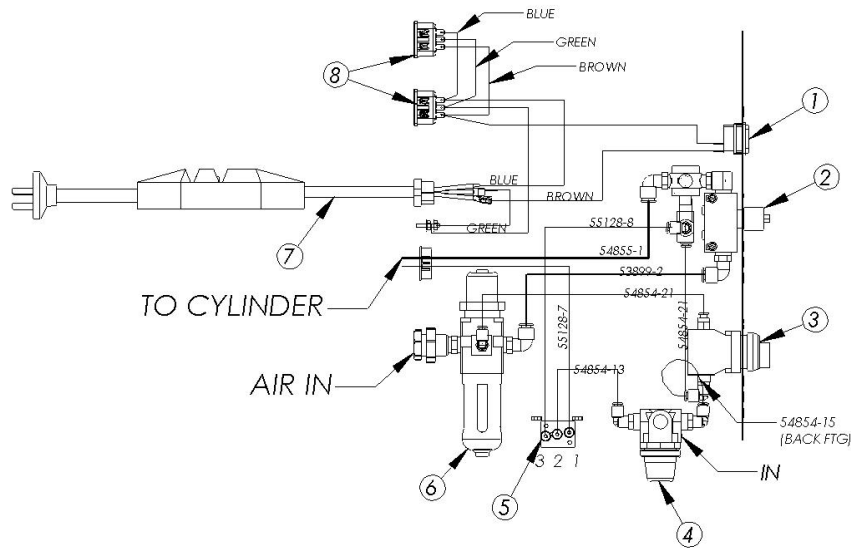 BLUE
GREEN
BROWN
8
1
BLUE
BROWN
2
7
GREEN
55128-8
54855-1
53899-2
TO CYLINDER
54854-21
55128-7
54854-21
3
AIR IN
54854-13
54854-15
(BACK FTG)
3 2 1
IN
6
5
4